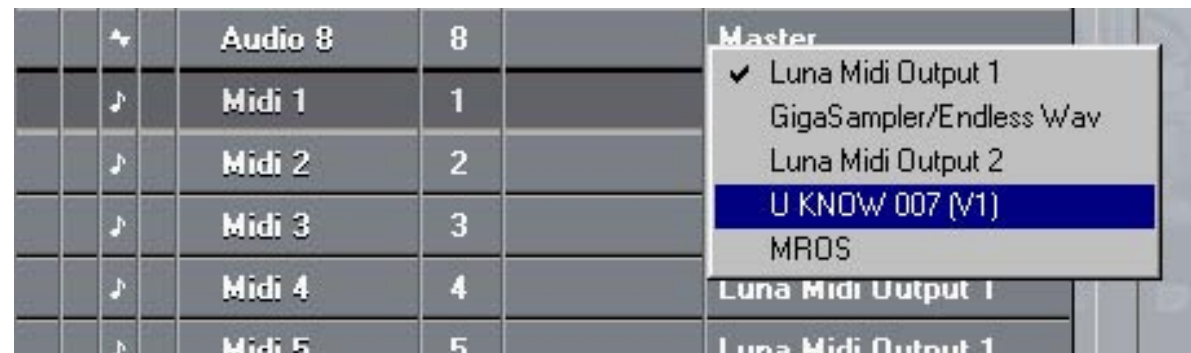 Audio 8 8 Master
Midi 1 1
Midi 2 2
Midi 3 3
Midi 4 4 Luna Midi Output 1
Midi 5 5 Luna Midi Output 1
Luna Midi Output 1
GigaSampler/Endless Wav
Luna Midi Output 2
U KNOW 007 (V1)
MROS